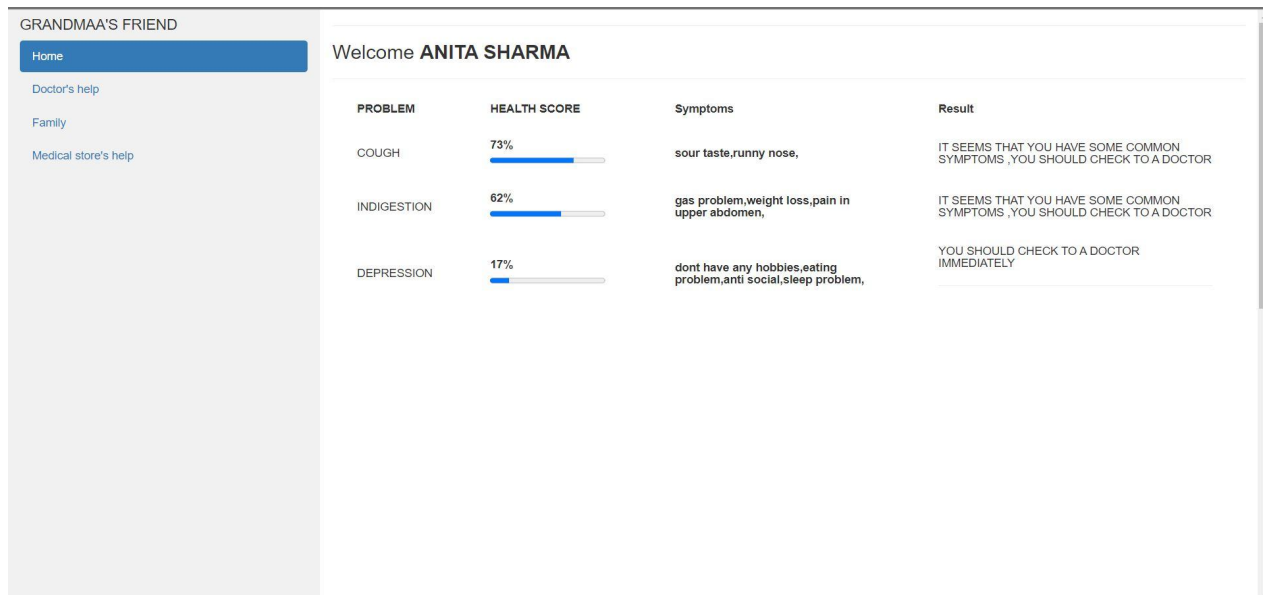 GRANDMAA'S FRIEND
Home
Doctor's help
Family
Medical store's help
Welcome ANITA SHARMA
PROBLEM HEALTH SCORE Symptoms Result
COUGH
73%
sour taste,runny nose,
IT SEEMS THAT YOU HAVE SOME COMMON
SYMPTOMS ,YOU SHOULD CHECK TO A DOCTOR
INDIGESTION
62%
gas problem,weight loss,pain in
upper abdomen,
IT SEEMS THAT YOU HAVE SOME COMMON
SYMPTOMS ,YOU SHOULD CHECK TO A DOCTOR
DEPRESSION
17%
dont have any hobbies,eating
problem,anti social,sleep problem,
YOU SHOULD CHECK TO A DOCTOR
IMMEDIATELY